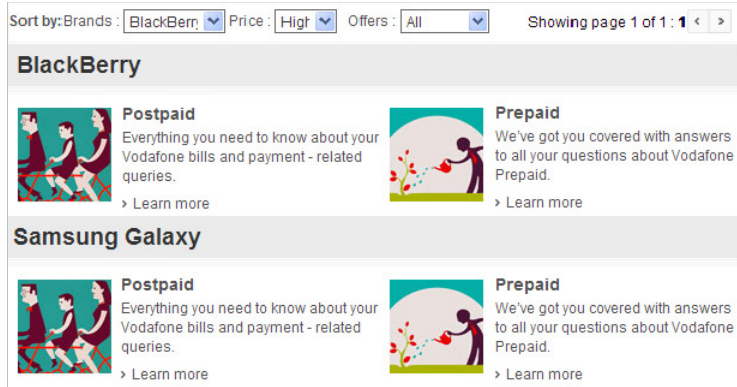 Sort by: Brands : BlackBerr Price : High Offers : All Showing page 1 of 1 : 1 < >
BlackBerry
Postpaid
Everything you need to know about your
Vodafone bills and payment - related
queries.
› Learn more
Prepaid
We've got you covered with answers
to all your questions about Vodafone
Prepaid.
› Learn more
Samsung Galaxy
Postpaid
Everything you need to know about your
Vodafone bills and payment - related
queries.
› Learn more
Prepaid
We've got you covered with answers
to all your questions about Vodafone
Prepaid.
› Learn more